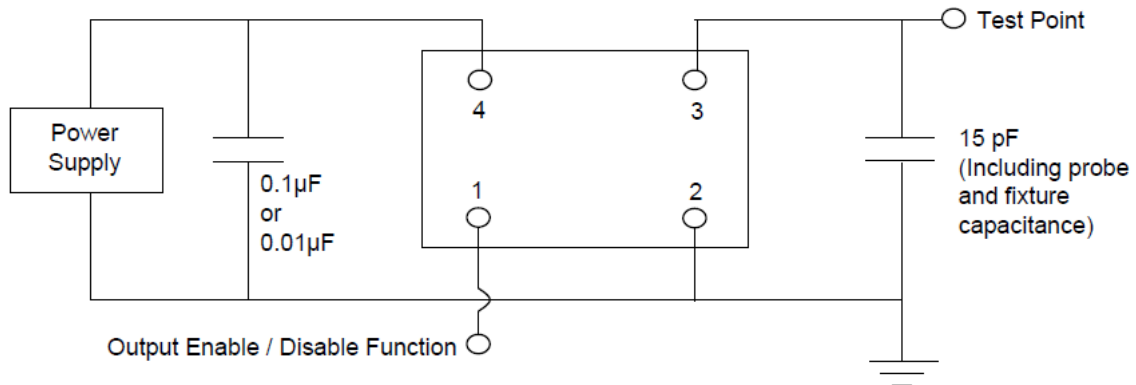 Test Point
4
3
Power
Supply
15 pF
(Including probe
and fixture
capacitance)
0.1µF
or
0.01µF
1
2
Output Enable / Disable Function